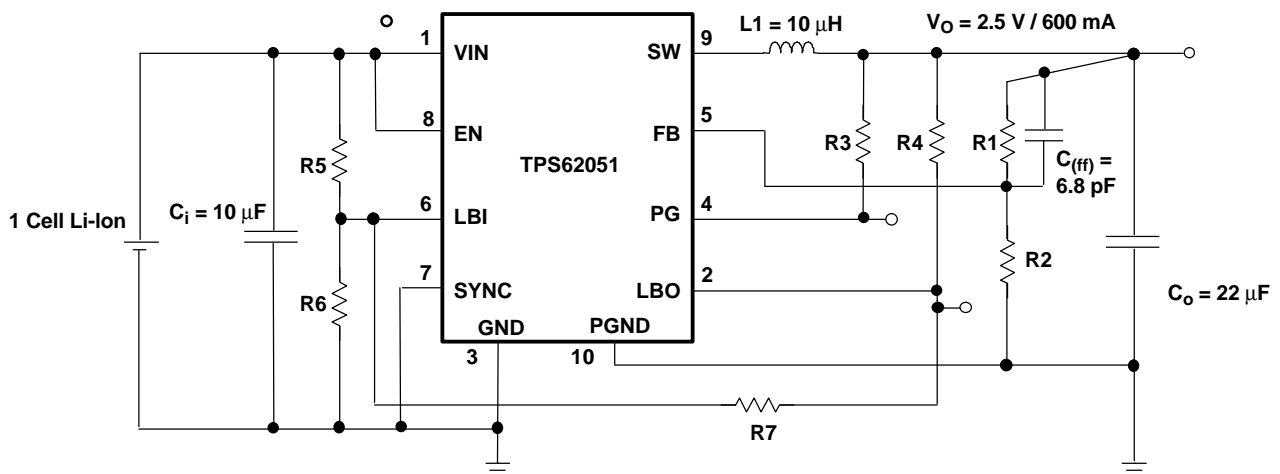 L1 = 10 μH
VO = 2.5 V / 600 mA
1
VIN
SW
9
8
EN
FB
5
R5
TPS62051
R3
R4
R1
C(ff) =
6.8 pF
1 Cell Li-Ion
Ci = 10 μF
6
LBI
PG
4
R2
7
SYNC
LBO
2
R6
Co = 22 μF
GND
PGND
3
10
R7